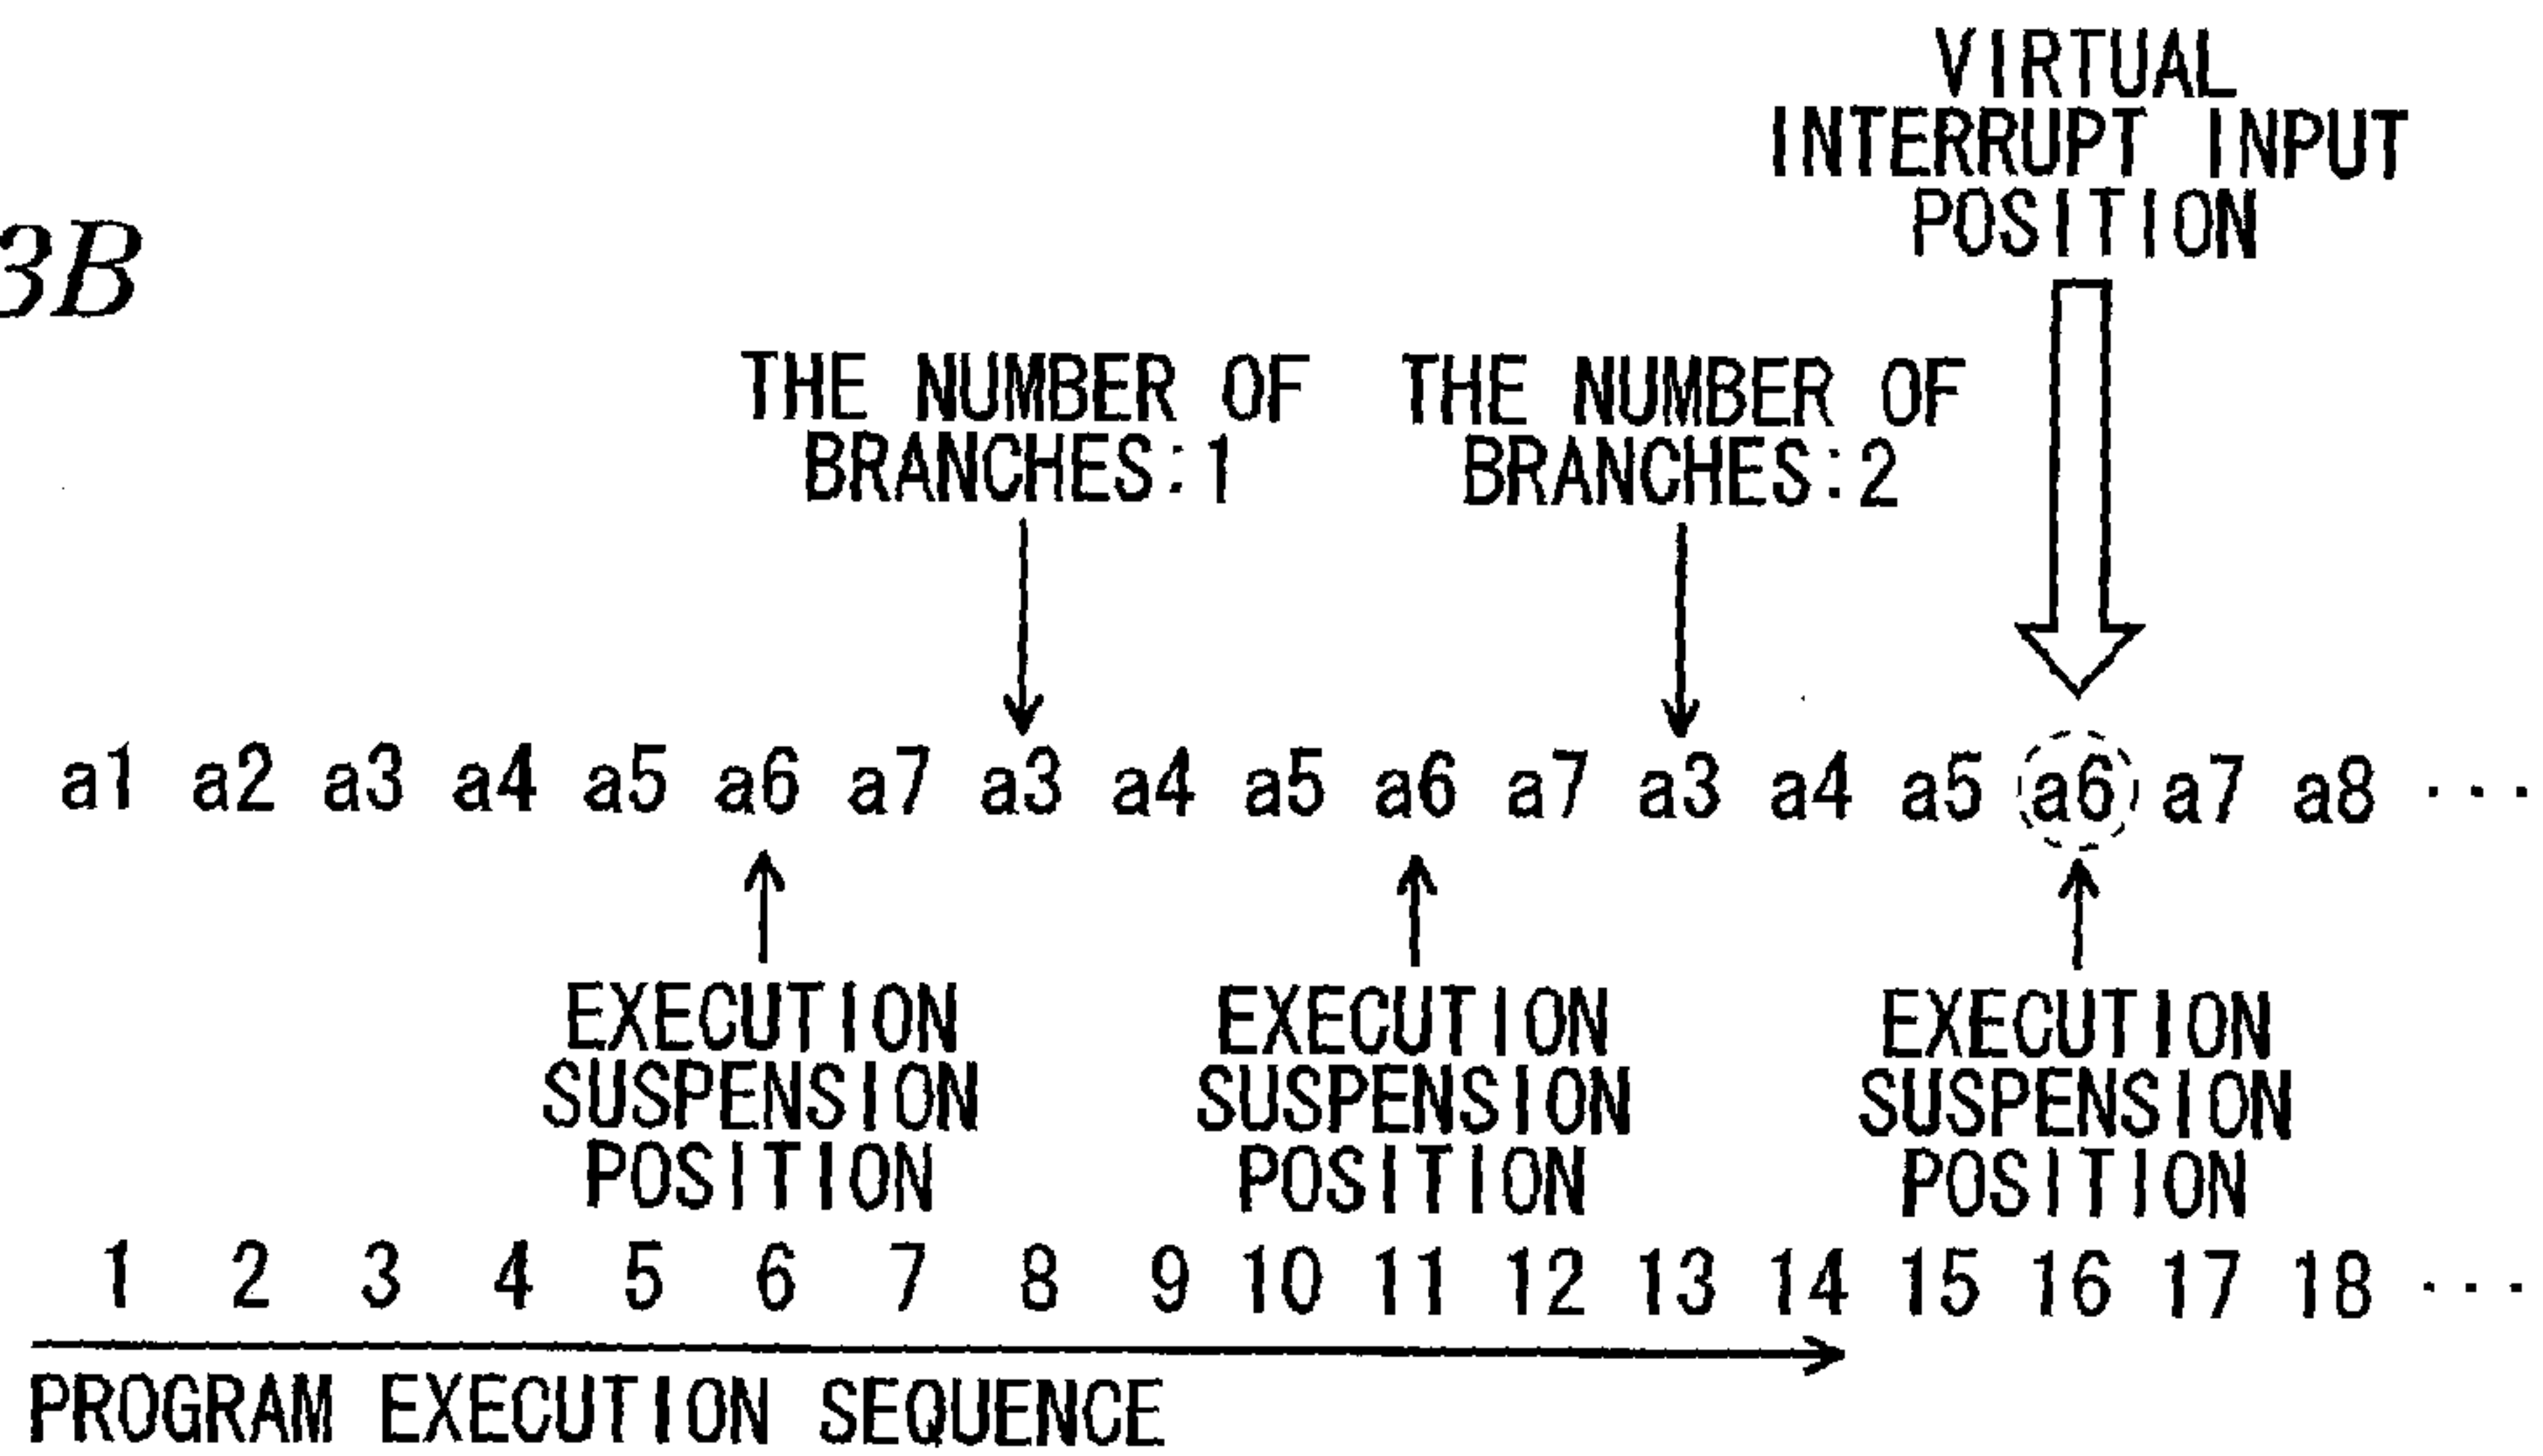 VIRTUAL
INTERRUPT INPUT
POSITION
3B
THE NUMBER OF
BRANCHES:1
THE NUMBER OF
BRANCHES:2
a1 a2 a3 a4 a5 a6 a7 a3 a4 a5 a6 a7 a3 a4 a5 a6 a7 a8 ···
EXECUTION
SUSPENSION
POSITION
EXECUTION
SUSPENSION
POSITION
EXECUTION
SUSPENSION
POSITION
1 2 3 4 5 6 7 8 9 10 11 12 13 14 15 16 17 18 ···
PROGRAM EXECUTION SEQUENCE